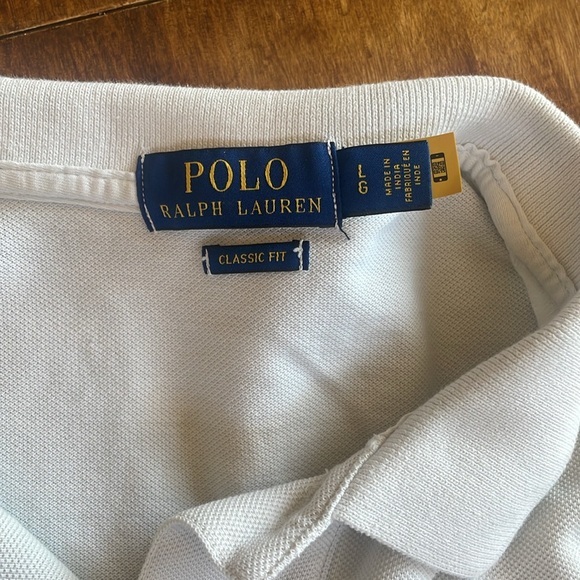 POLO
RALPH LAUREN
L
G
MADE IN
INDIA
FABRIQUÉ EN
INDE
CLASSIC FIT